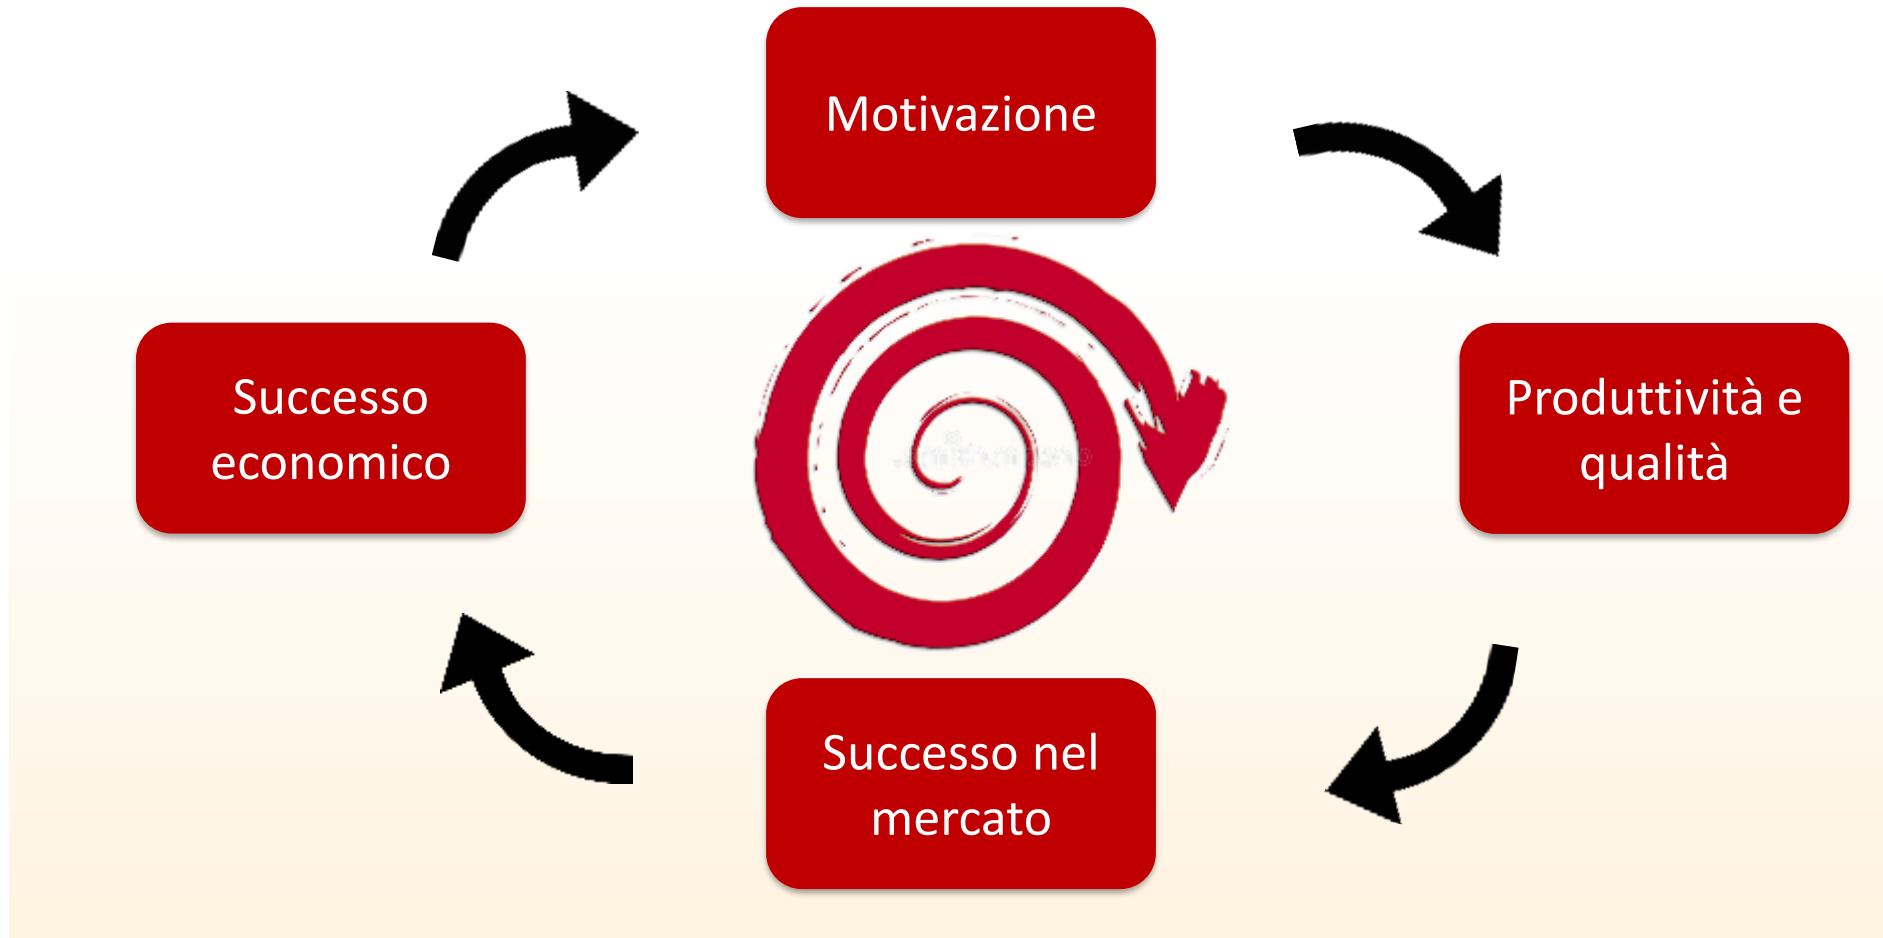 Motivazione
Successo
economico
Produttività e
qualità
Successo nel
mercato